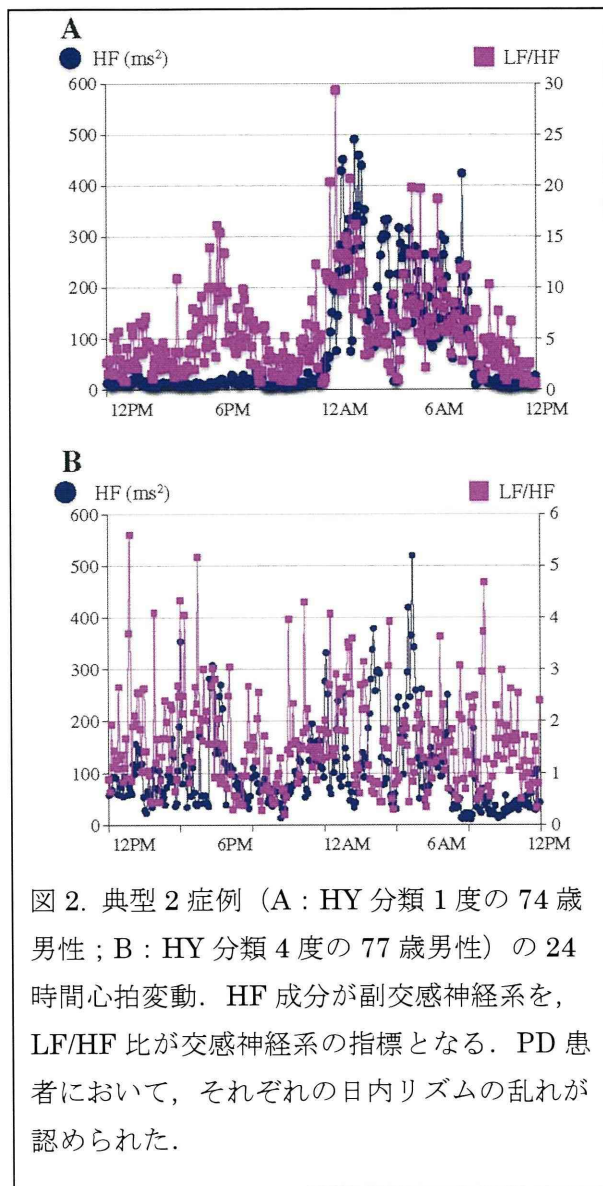 A
HF (ms²) LF/HF
600 30
500 25
400 20
300 15
200 10
100 5
0 0
12PM 6PM 12AM 6AM 12PM
B
HF (ms²) LF/HF
600 6
500 5
400 4
300 3
200 2
100 1
0 0
12PM 6PM 12AM 6AM 12PM
図 2. 典型 2 症例(A:HY 分類 1 度の 74 歳
男性;B:HY 分類 4 度の 77 歳男性)の 24
時間心拍変動.HF 成分が副交感神経系を,
LF/HF 比が交感神経系の指標となる.PD 患
者において,それぞれの日内リズムの乱れが
認められた.